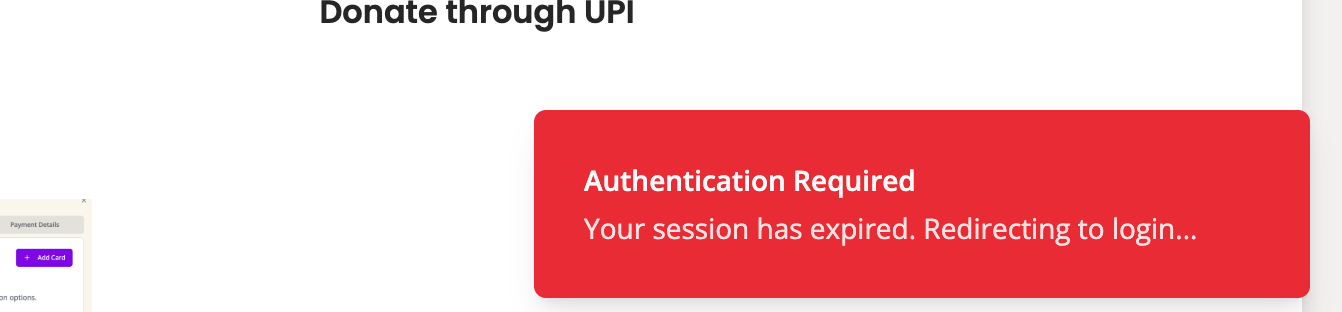 Donate through UPI
Authentication Required
Your session has expired. Redirecting to login...
Payment Details
+ Add Card
on options.